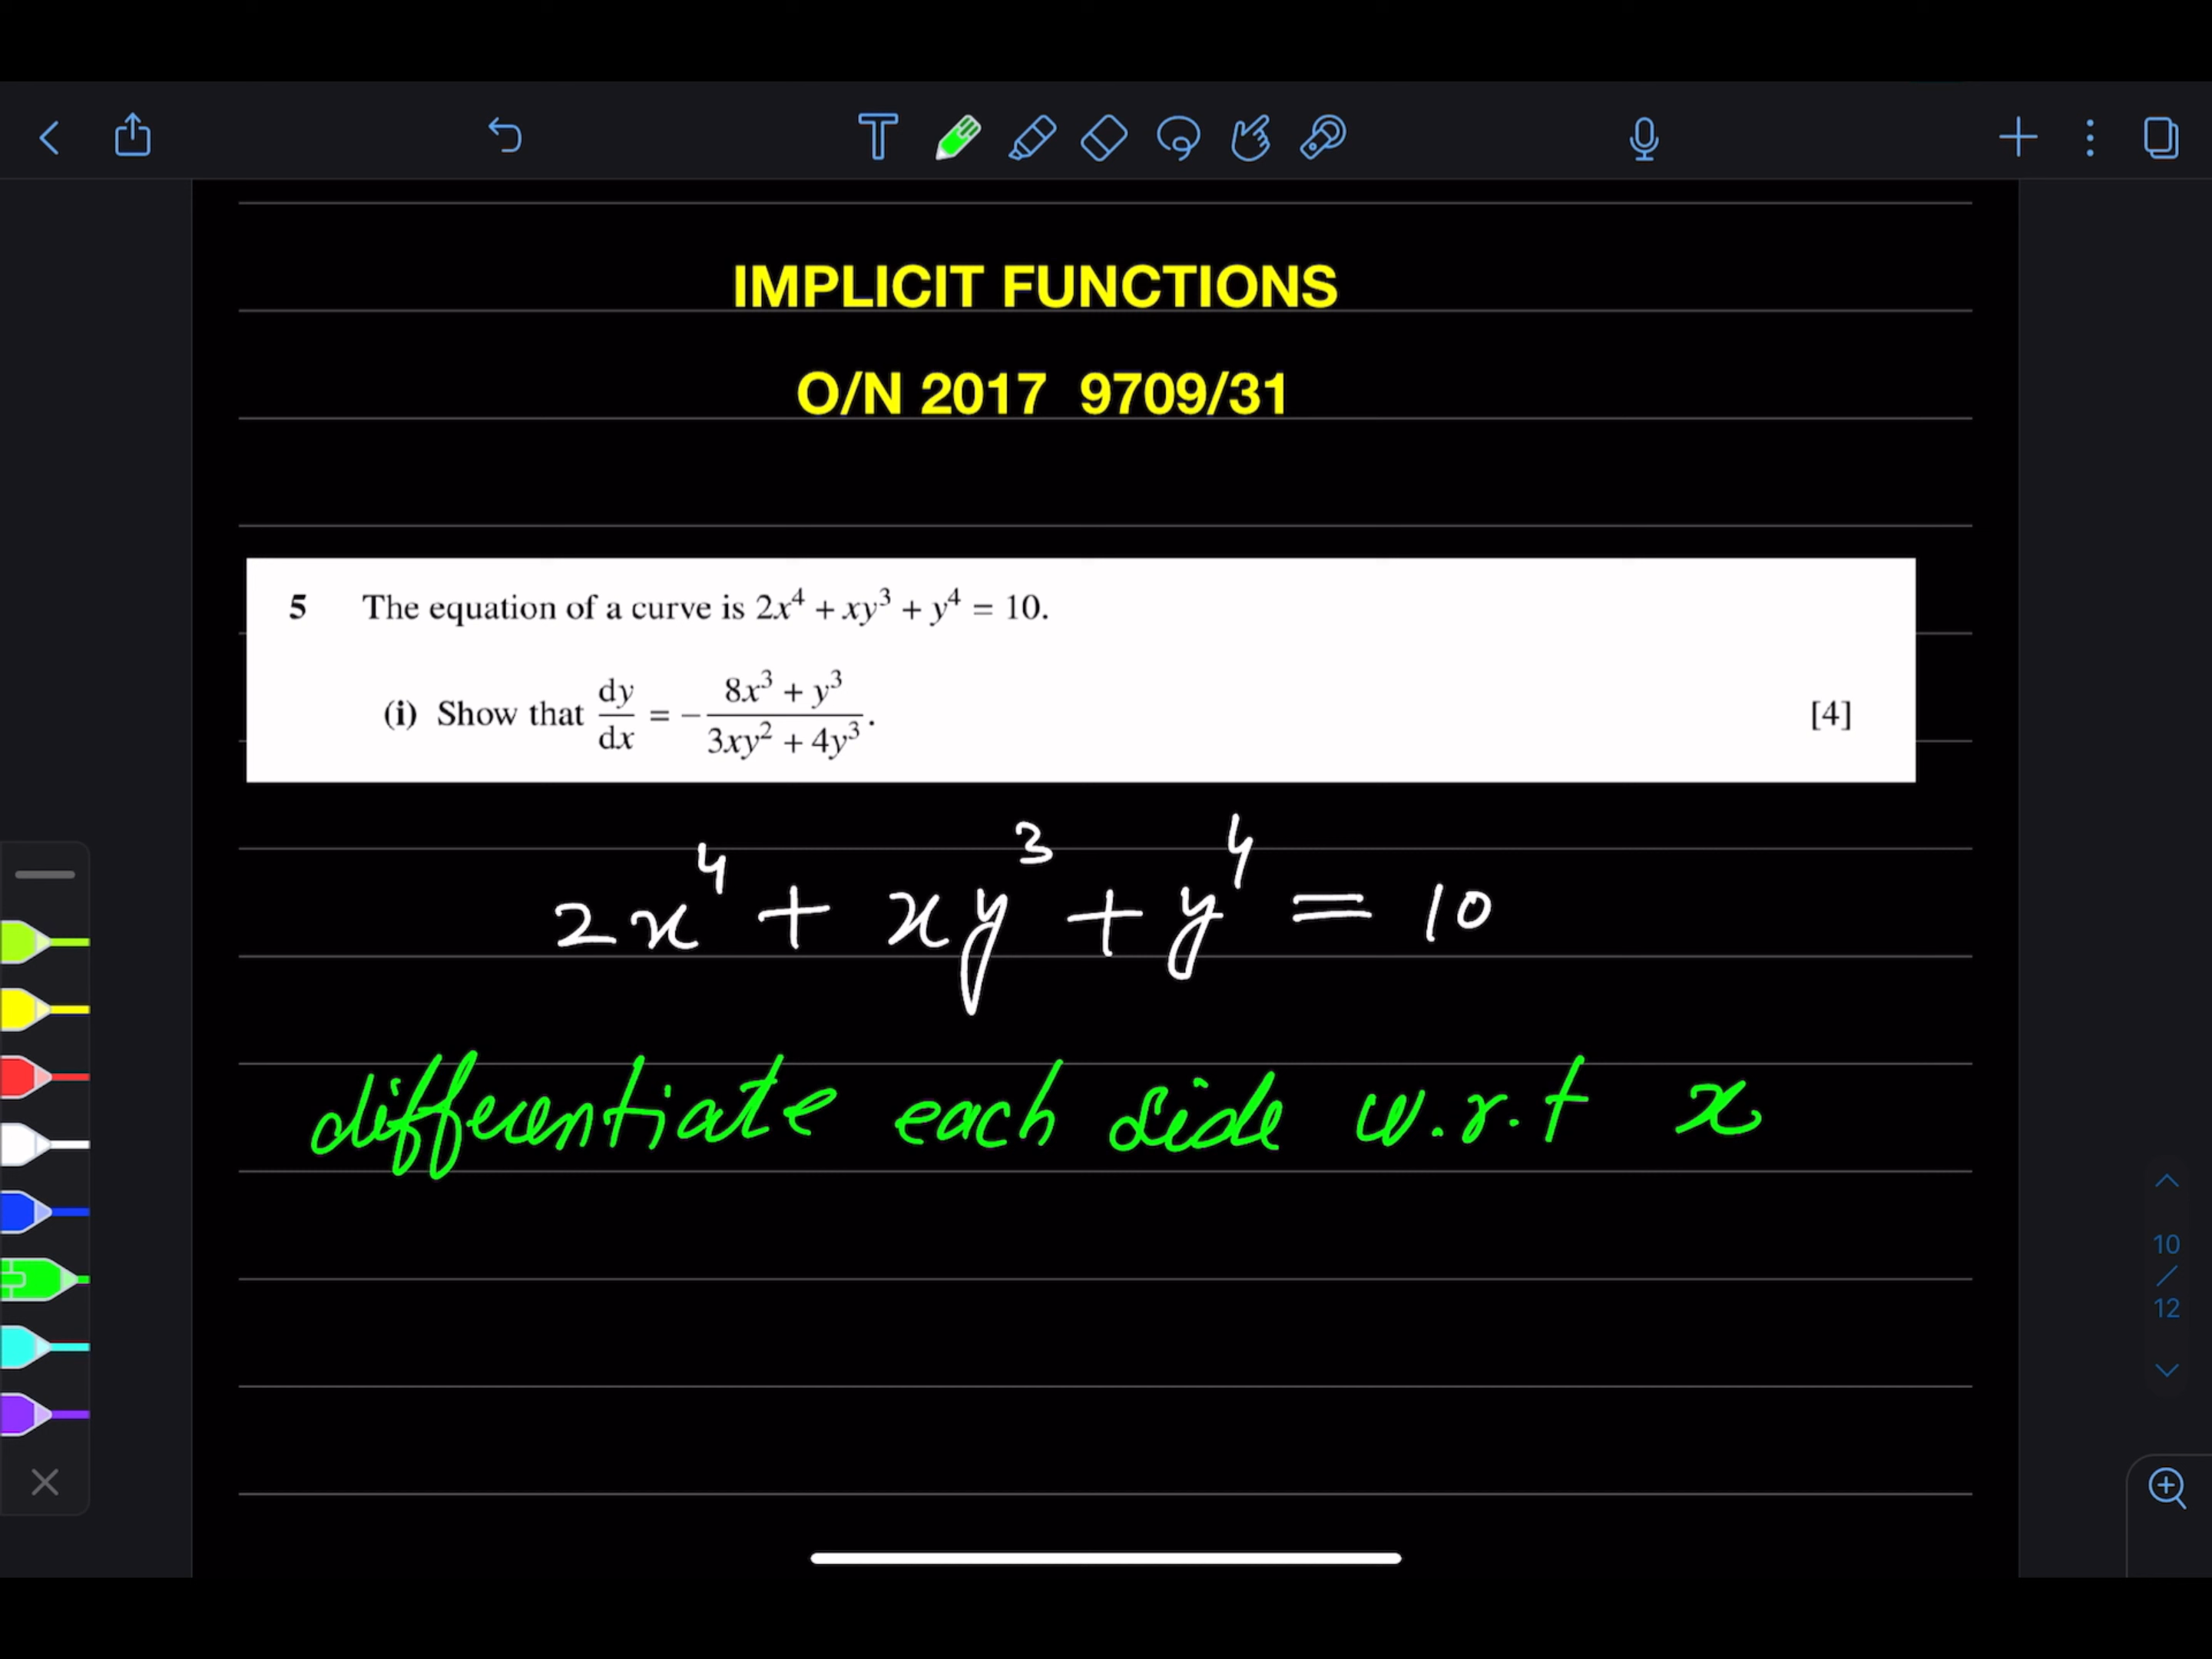 IMPLICIT FUNCTIONS
O/N 2017 9709/31
5 The equation of a curve is 2x⁴ + xy³ + y⁴ = 10.
(i) Show that dy/dx = −(8x³ + y³)/(3xy² + 4y³). [4]
2x⁴ + xy³ + y⁴ = 10
differentiate each side w.r.t x
10
/
12